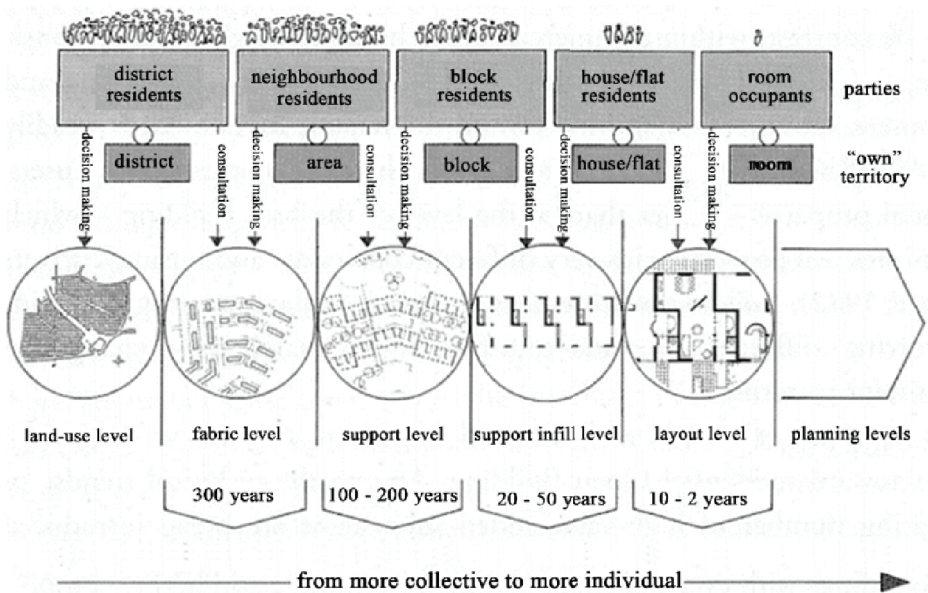 district
residents
neighbourhood
residents
block
residents
house/flat
residents
room
occupants
parties
district
area
block
house/flat
room
"own"
territory
decision making
consultation
decision making
consultation
decision making
consultation
decision making
consultation
decision making
land-use level
fabric level
support level
support infill level
layout level
planning levels
300 years
100 - 200 years
20 - 50 years
10 - 2 years
from more collective to more individual